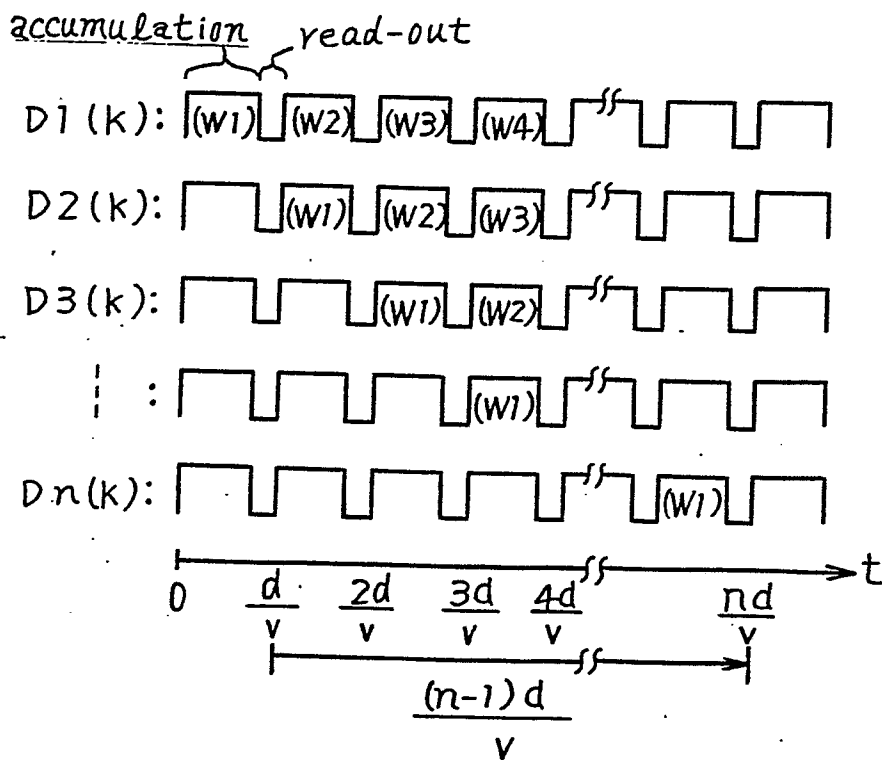 accumulation read-out
D1(k): (W1) (W2) (W3) (W4)
D2(k): (W1) (W2) (W3)
D3(k): (W1) (W2)
: (W1)
Dn(k): (W1)
t
0 d/v 2d/v 3d/v 4d/v nd/v
(n-1)d/v